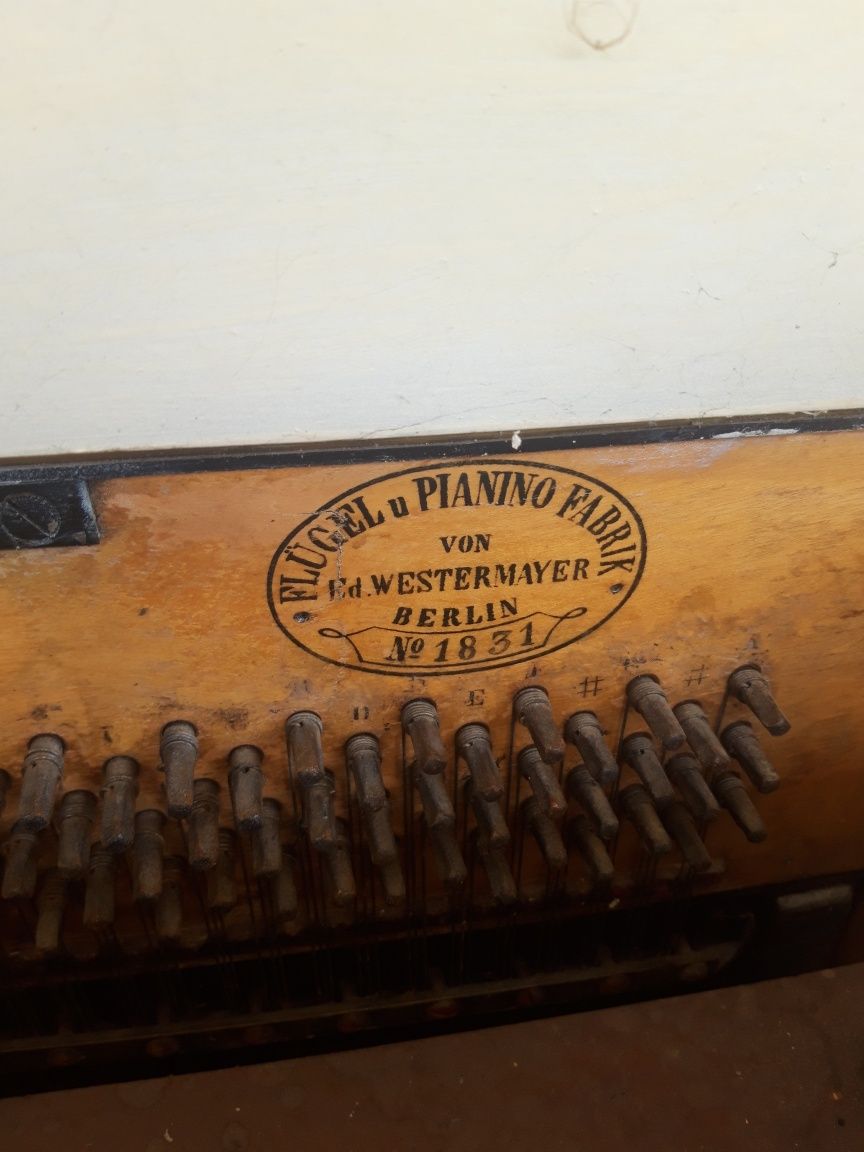 FLÜGEL u PIANINO FABRIK
VON
Ed. WESTERMAYER
BERLIN
No 1831
D E # #